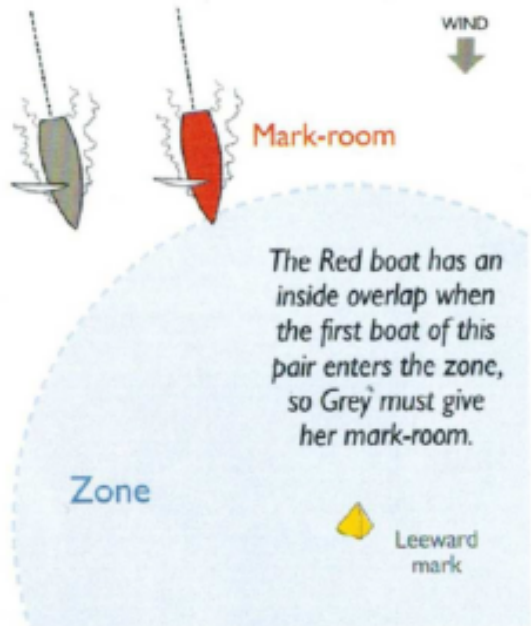 WIND
Mark-room
The Red boat has an
inside overlap when
the first boat of this
pair enters the zone,
so Grey must give
her mark-room.
Zone
Leeward
mark